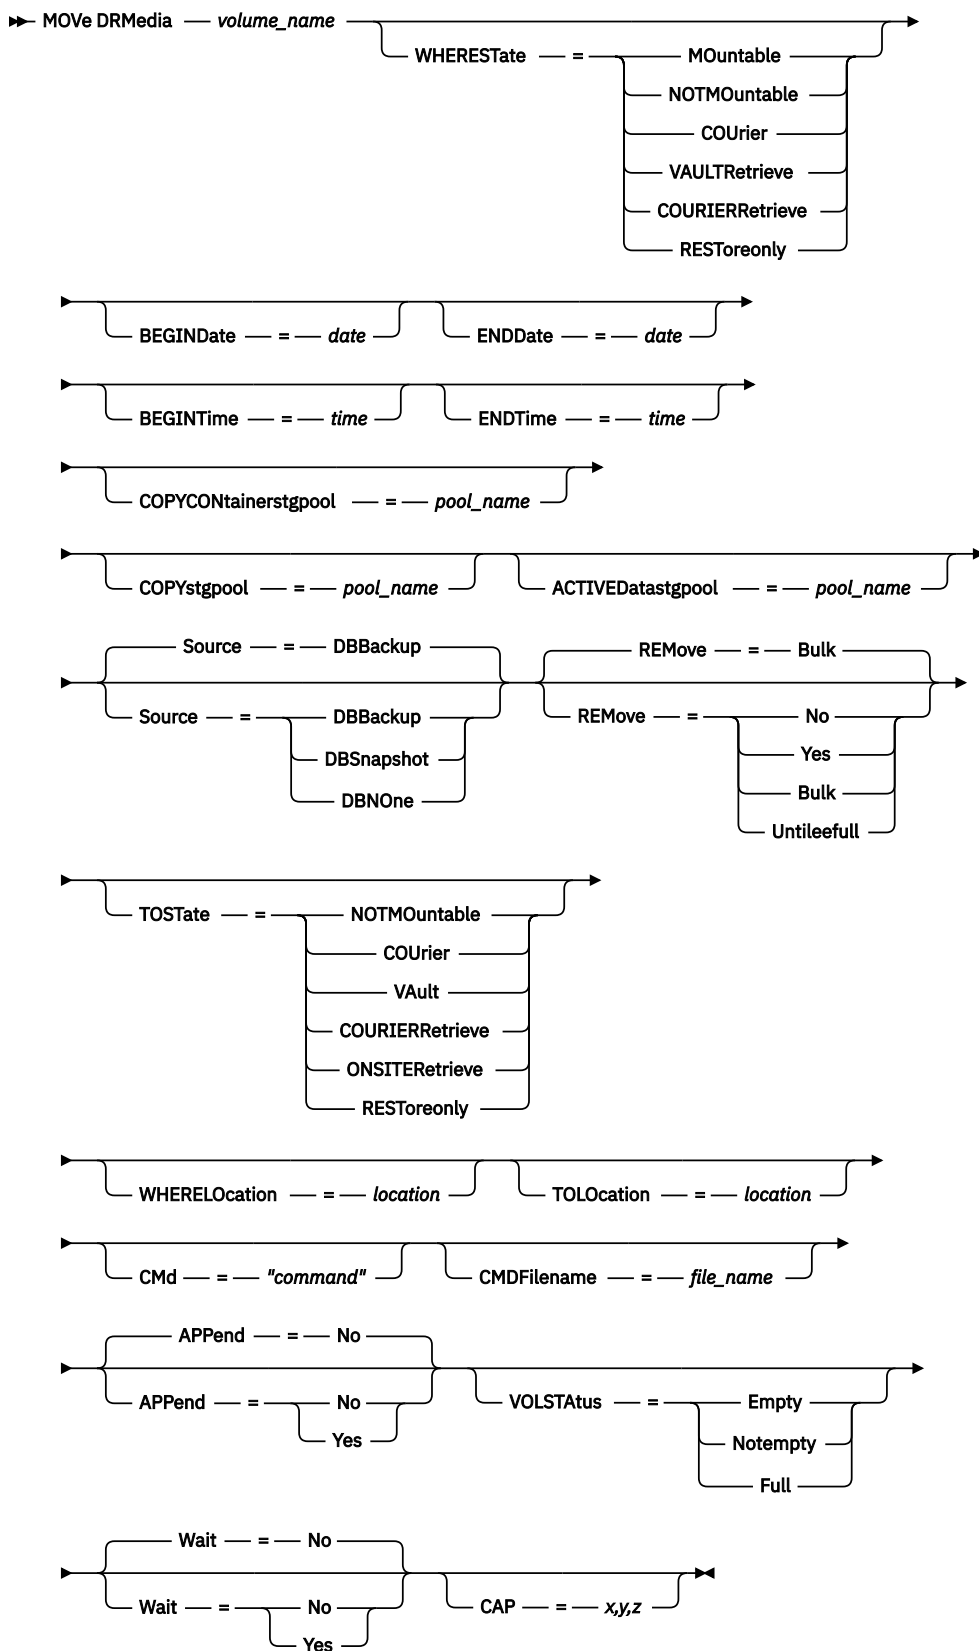 MOVe DRMedia volume_name
WHERESTate = MOuntable
NOTMOuntable
COUrier
VAULTRetrieve
COURIERRetrieve
RESToreonly
BEGINDate = date ENDDate = date
BEGINTime = time ENDTime = time
COPYCONtainerstgpool = pool_name
COPYstgpool = pool_name ACTIVEDatastgpool = pool_name
Source = DBBackup REMove = Bulk
Source = DBBackup REMove = No
DBSnapshot Yes
DBNOne Bulk
Untileefull
TOSTate = NOTMOuntable
COUrier
VAult
COURIERRetrieve
ONSITERetrieve
RESToreonly
WHERELOcation = location TOLOcation = location
CMd = "command" CMDFilename = file_name
APPend = No
APPend = No VOLSTAtus = Empty
Yes Notempty
Full
Wait = No
Wait = No CAP = x,y,z
Yes